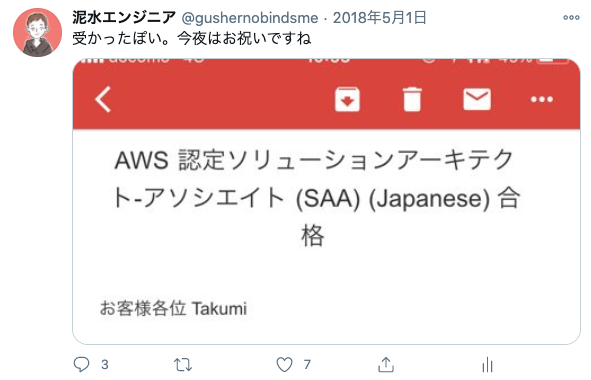 泥水エンジニア @gushernobindsme · 2018年5月1日
受かったぽい。今夜はお祝いですね
AWS 認定ソリューションアーキテク
ト-アソシエイト (SAA) (Japanese) 合
格
お客様各位 Takumi
3 7